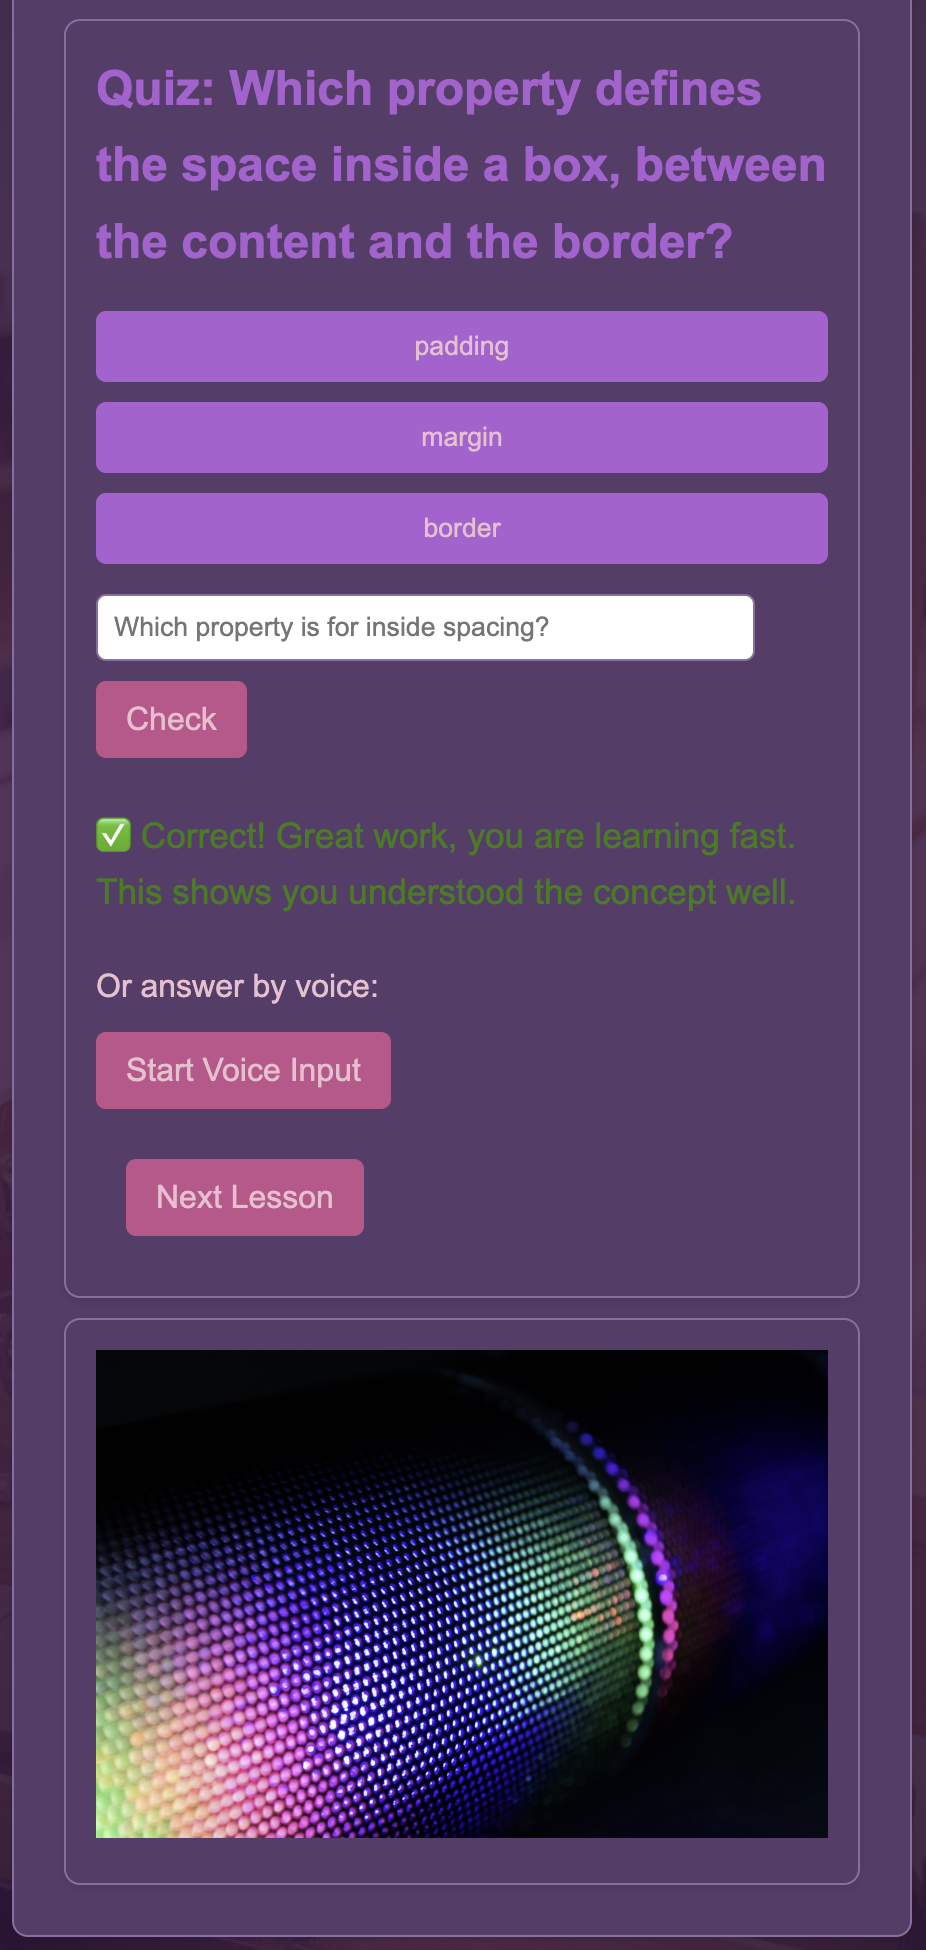 Quiz: Which property defines
the space inside a box, between
the content and the border?
padding
margin
border
Which property is for inside spacing?
Check
✅ Correct! Great work, you are learning fast.
This shows you understood the concept well.
Or answer by voice:
Start Voice Input
Next Lesson